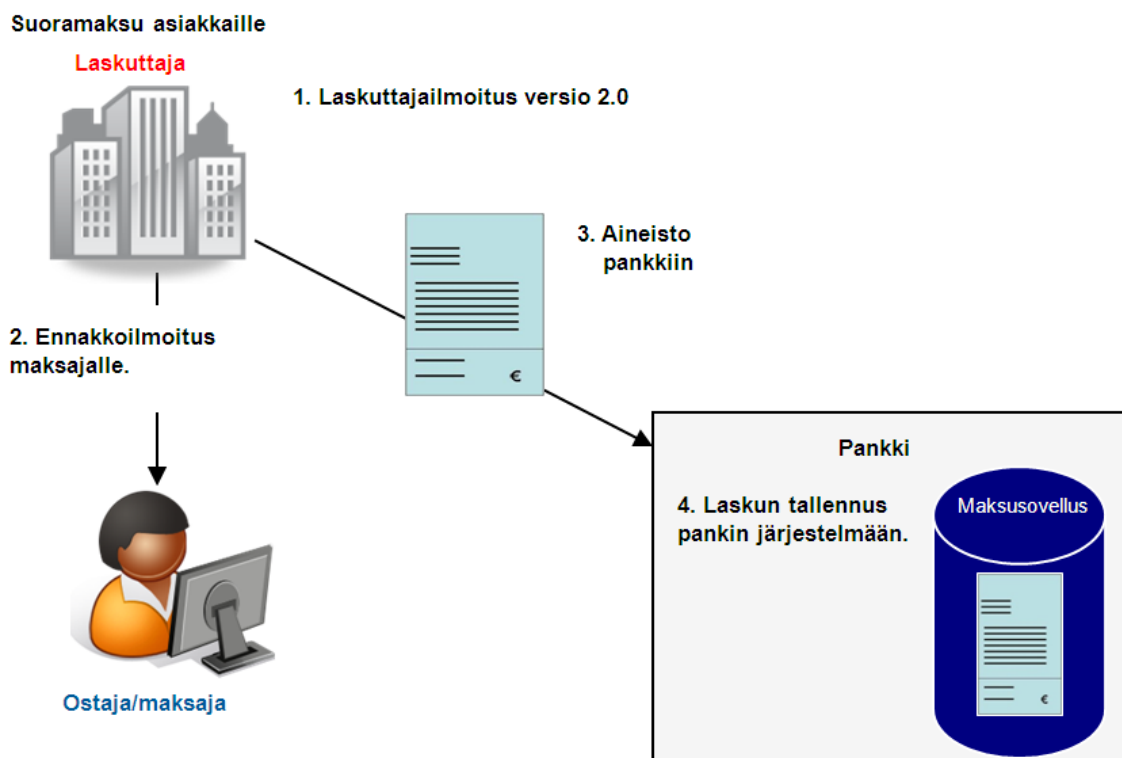 Suoramaksu asiakkaille
Laskuttaja
1. Laskuttajailmoitus versio 2.0
3. Aineisto
pankkiin
2. Ennakkoilmoitus
maksajalle.
€
Pankki
4. Laskun tallennus
pankin järjestelmään.
Maksusovellus
€
Ostaja/maksaja